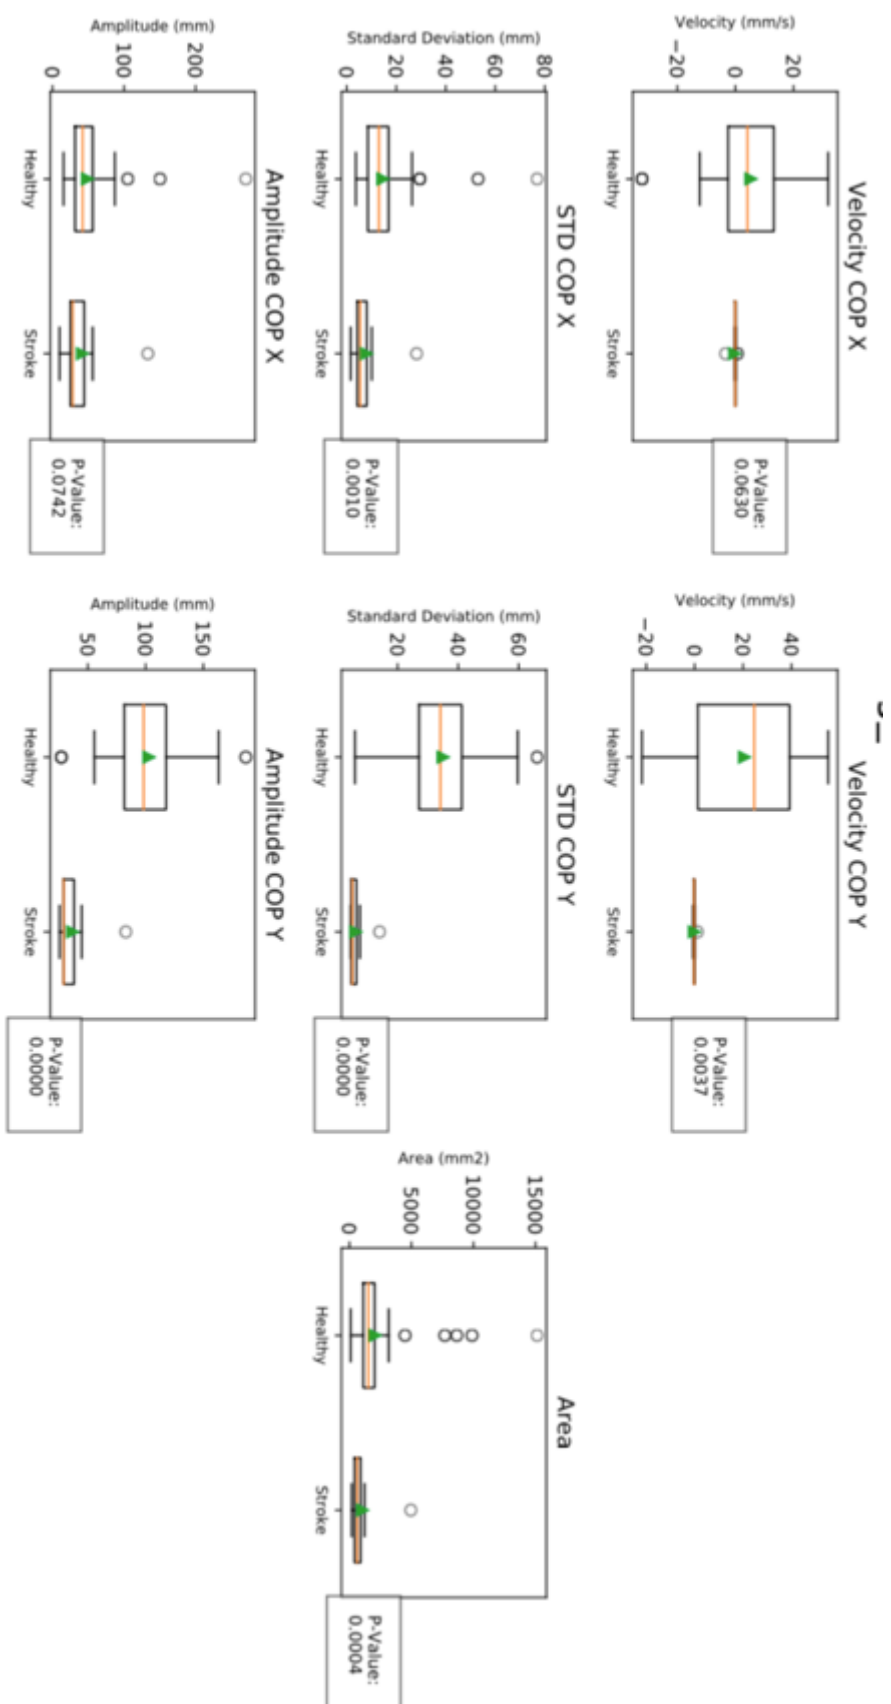 Velocity COP X
Velocity (mm/s)
20
0
−20
Healthy
Stroke
P-Value:
0.0630
Velocity COP Y
Velocity (mm/s)
40
20
0
−20
Healthy
Stroke
P-Value:
0.0037
STD COP X
Standard Deviation (mm)
80
60
40
20
0
Healthy
Stroke
P-Value:
0.0010
STD COP Y
Standard Deviation (mm)
60
40
20
Healthy
Stroke
P-Value:
0.0000
Area
Area (mm2)
15000
10000
5000
0
Healthy
Stroke
P-Value:
0.0004
Amplitude COP X
Amplitude (mm)
200
100
0
Healthy
Stroke
P-Value:
0.0742
Amplitude COP Y
Amplitude (mm)
150
100
50
Healthy
Stroke
P-Value:
0.0000